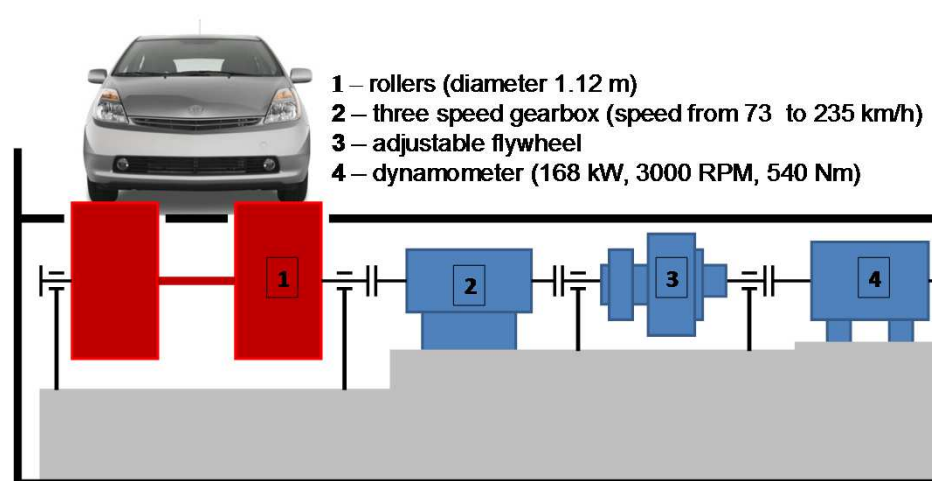 1 – rollers (diameter 1.12 m)
2 – three speed gearbox (speed from 73 to 235 km/h)
3 – adjustable flywheel
4 – dynamometer (168 kW, 3000 RPM, 540 Nm)
1
2
3
4